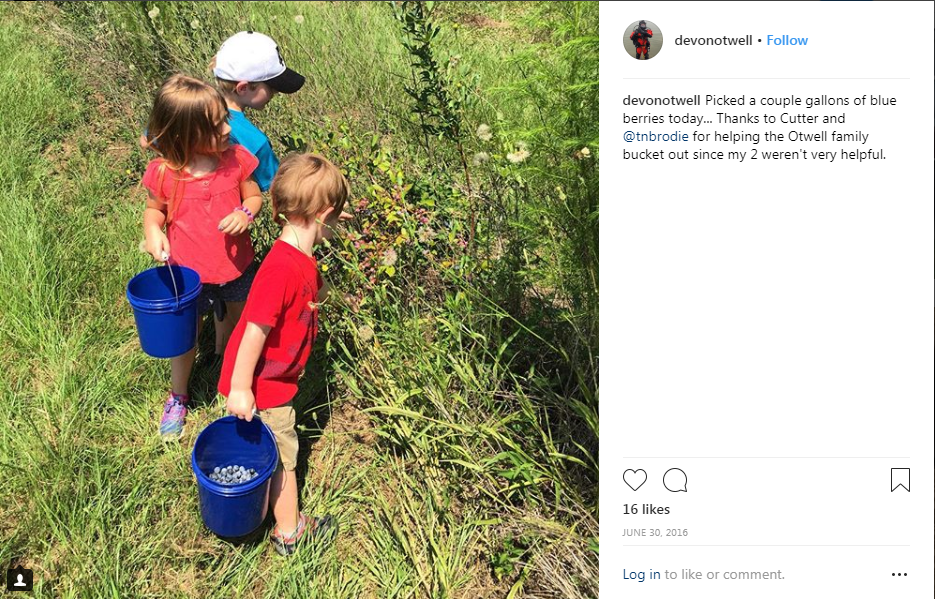 devonotwell • Follow
devonotwell Picked a couple gallons of blue
berries today... Thanks to Cutter and
@tnbrodie for helping the Otwell family
bucket out since my 2 weren't very helpful.
16 likes
JUNE 30, 2016
Log in to like or comment.